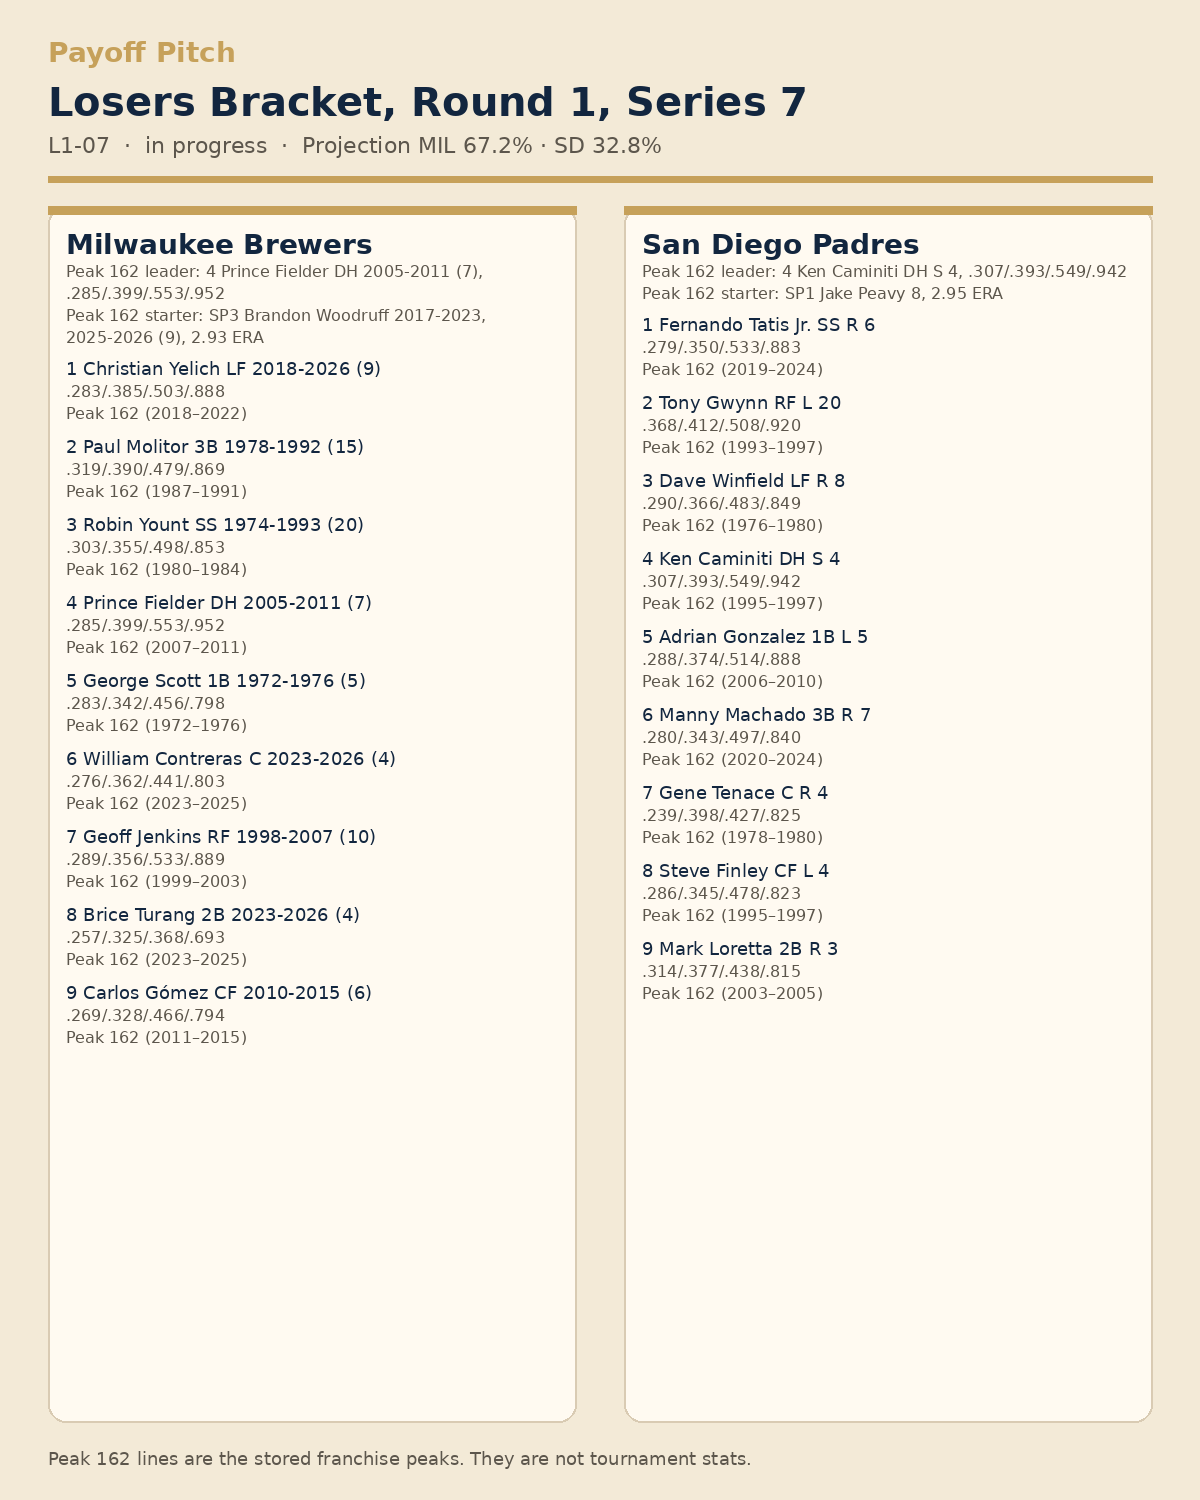 Payoff Pitch
Losers Bracket, Round 1, Series 7
L1-07 · in progress · Projection MIL 67.2% · SD 32.8%
Milwaukee Brewers
Peak 162 leader: 4 Prince Fielder DH 2005-2011 (7),
.285/.399/.553/.952
Peak 162 starter: SP3 Brandon Woodruff 2017-2023,
2025-2026 (9), 2.93 ERA
1 Christian Yelich LF 2018-2026 (9)
.283/.385/.503/.888
Peak 162 (2018–2022)
2 Paul Molitor 3B 1978-1992 (15)
.319/.390/.479/.869
Peak 162 (1987–1991)
3 Robin Yount SS 1974-1993 (20)
.303/.355/.498/.853
Peak 162 (1980–1984)
4 Prince Fielder DH 2005-2011 (7)
.285/.399/.553/.952
Peak 162 (2007–2011)
5 George Scott 1B 1972-1976 (5)
.283/.342/.456/.798
Peak 162 (1972–1976)
6 William Contreras C 2023-2026 (4)
.276/.362/.441/.803
Peak 162 (2023–2025)
7 Geoff Jenkins RF 1998-2007 (10)
.289/.356/.533/.889
Peak 162 (1999–2003)
8 Brice Turang 2B 2023-2026 (4)
.257/.325/.368/.693
Peak 162 (2023–2025)
9 Carlos Gómez CF 2010-2015 (6)
.269/.328/.466/.794
Peak 162 (2011–2015)
San Diego Padres
Peak 162 leader: 4 Ken Caminiti DH S 4, .307/.393/.549/.942
Peak 162 starter: SP1 Jake Peavy 8, 2.95 ERA
1 Fernando Tatis Jr. SS R 6
.279/.350/.533/.883
Peak 162 (2019–2024)
2 Tony Gwynn RF L 20
.368/.412/.508/.920
Peak 162 (1993–1997)
3 Dave Winfield LF R 8
.290/.366/.483/.849
Peak 162 (1976–1980)
4 Ken Caminiti DH S 4
.307/.393/.549/.942
Peak 162 (1995–1997)
5 Adrian Gonzalez 1B L 5
.288/.374/.514/.888
Peak 162 (2006–2010)
6 Manny Machado 3B R 7
.280/.343/.497/.840
Peak 162 (2020–2024)
7 Gene Tenace C R 4
.239/.398/.427/.825
Peak 162 (1978–1980)
8 Steve Finley CF L 4
.286/.345/.478/.823
Peak 162 (1995–1997)
9 Mark Loretta 2B R 3
.314/.377/.438/.815
Peak 162 (2003–2005)
Peak 162 lines are the stored franchise peaks. They are not tournament stats.